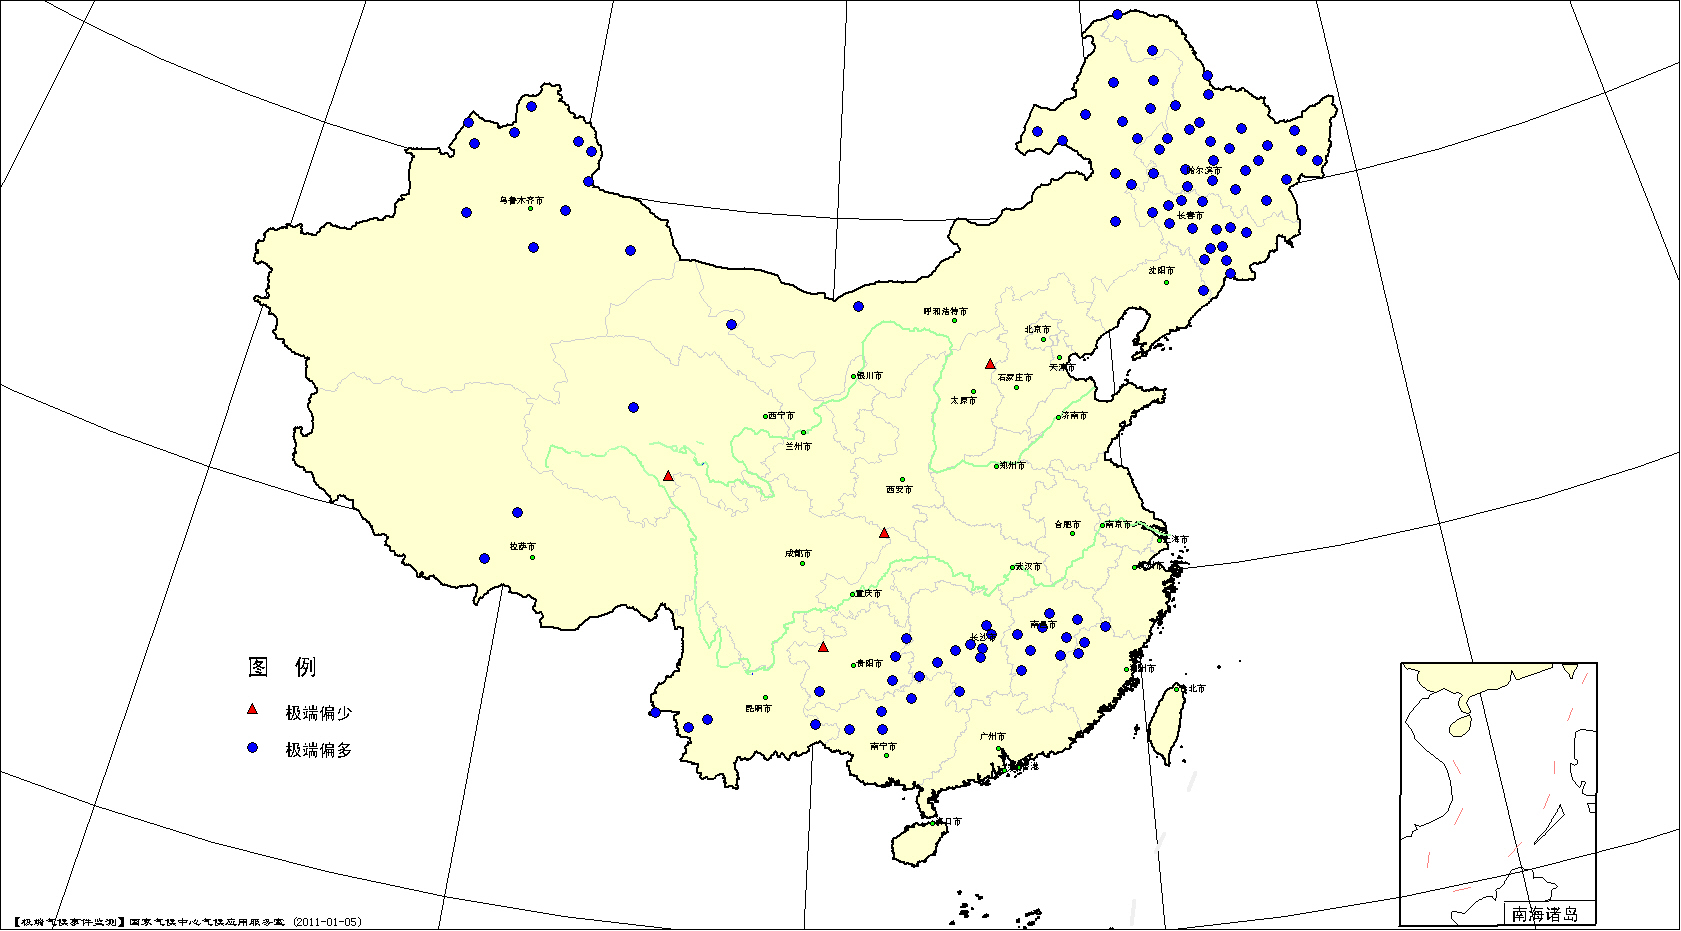 哈尔滨市
乌鲁木齐市
长春市
沈阳市
呼和浩特市
北京市
天津市
银川市
石家庄市
太原市
西宁市
济南市
兰州市
郑州市
西安市
合肥市
南京市
上海市
拉萨市
成都市
武汉市
杭州市
重庆市
南昌市
长沙市
贵阳市
福州市
台北市
昆明市
广州市
南宁市
香港
海口市
图 例
极端偏少
极端偏多
南海诸岛
【极端气候事件监测】国家气候中心气候应用服务室 (2011-01-05)